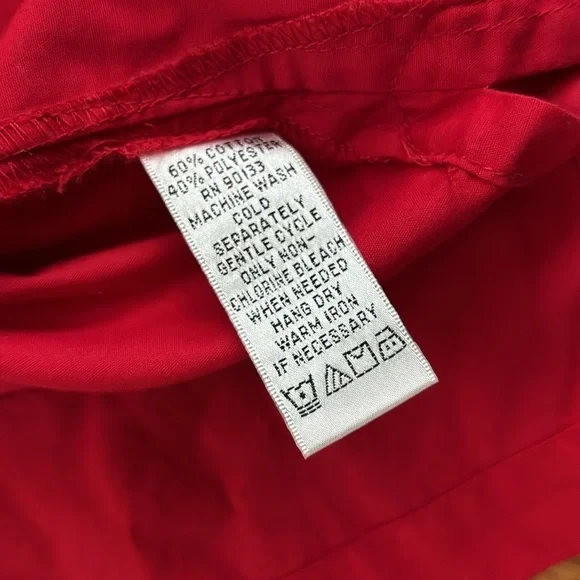 60% COTTON
40% POLYESTER
RN 90133
MACHINE WASH
COLD
SEPARATELY
GENTLE CYCLE
ONLY NON-
CHLORINE BLEACH
WHEN NEEDED
HANG DRY
WARM IRON
IF NECESSARY